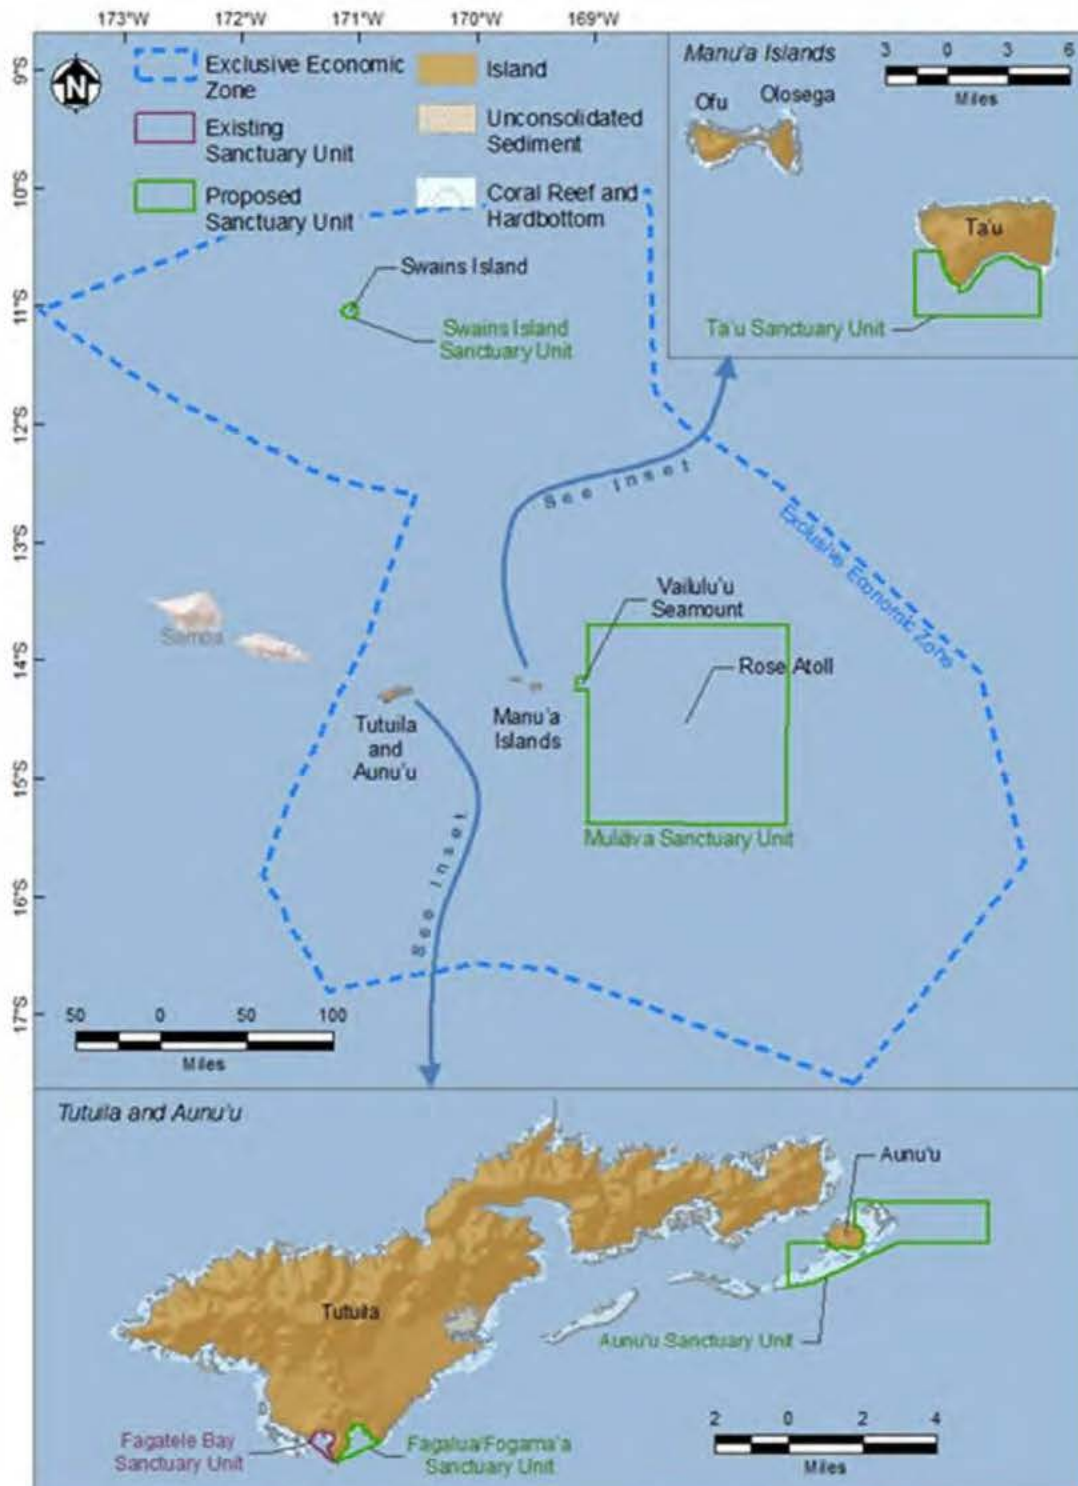 173°W 172°W 171°W 170°W 169°W
9°S
10°S
11°S
12°S
13°S
14°S
15°S
16°S
17°S
N
Exclusive Economic
Zone
Existing
Sanctuary Unit
Proposed
Sanctuary Unit
Island
Unconsolidated
Sediment
Coral Reef and
Hardbottom
Manu'a Islands
3 0 3 6
Miles
Ofu
Olosega
Ta'u
Ta'u Sanctuary Unit
Swains Island
Swains Island
Sanctuary Unit
See Inset
Exclusive Economic Zone
Samoa
Vailulu'u
Seamount
Rose Atoll
Manu'a
Islands
Tutuila
and
Aunu'u
Muliāva Sanctuary Unit
See Inset
50 0 100
Miles
Tutuila and Aunu'u
Aunu'u
Tutuila
Aunu'u Sanctuary Unit
Fagatele Bay
Sanctuary Unit
Fagalua/Fogama'a
Sanctuary Unit
2 0 2 4
Miles